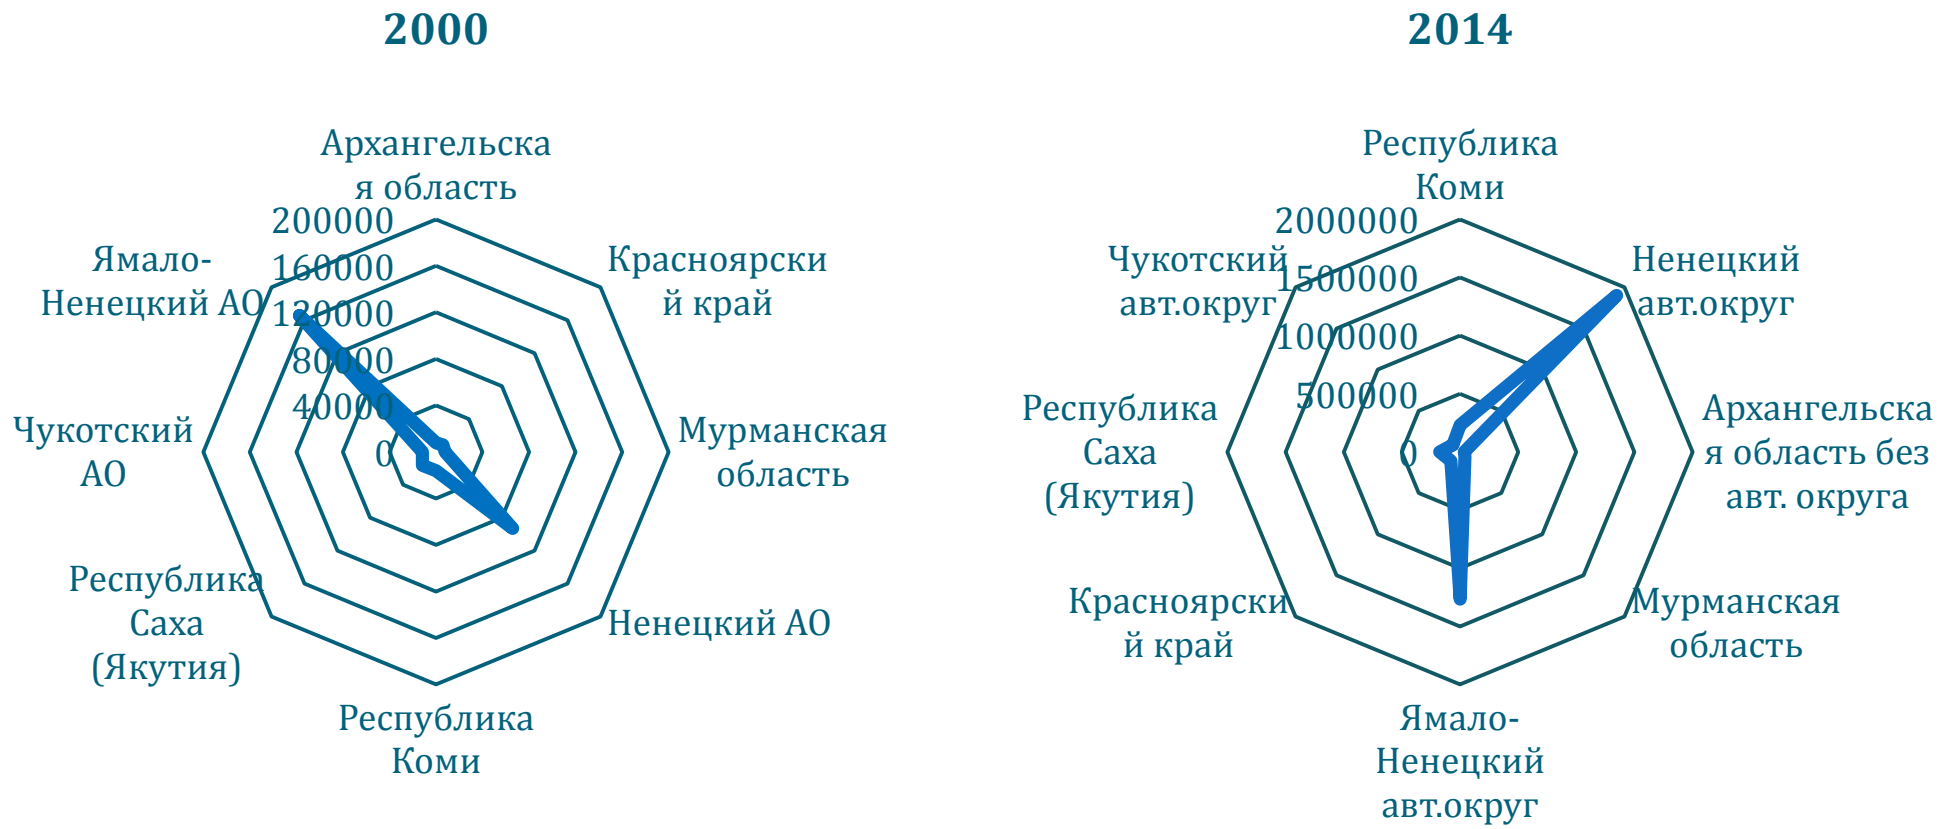 2000
Архангельска
я область
Красноярски
й край
Мурманская
область
Ненецкий АО
Республика
Коми
Республика
Саха
(Якутия)
Чукотский
АО
Ямало-
Ненецкий АО
200000
160000
120000
80000
40000
0
2014
Республика
Коми
Ненецкий
авт.округ
Архангельска
я область без
авт. округа
Мурманская
область
Ямало-
Ненецкий
авт.округ
Красноярски
й край
Республика
Саха
(Якутия)
Чукотский
авт.округ
2000000
1500000
1000000
500000
0